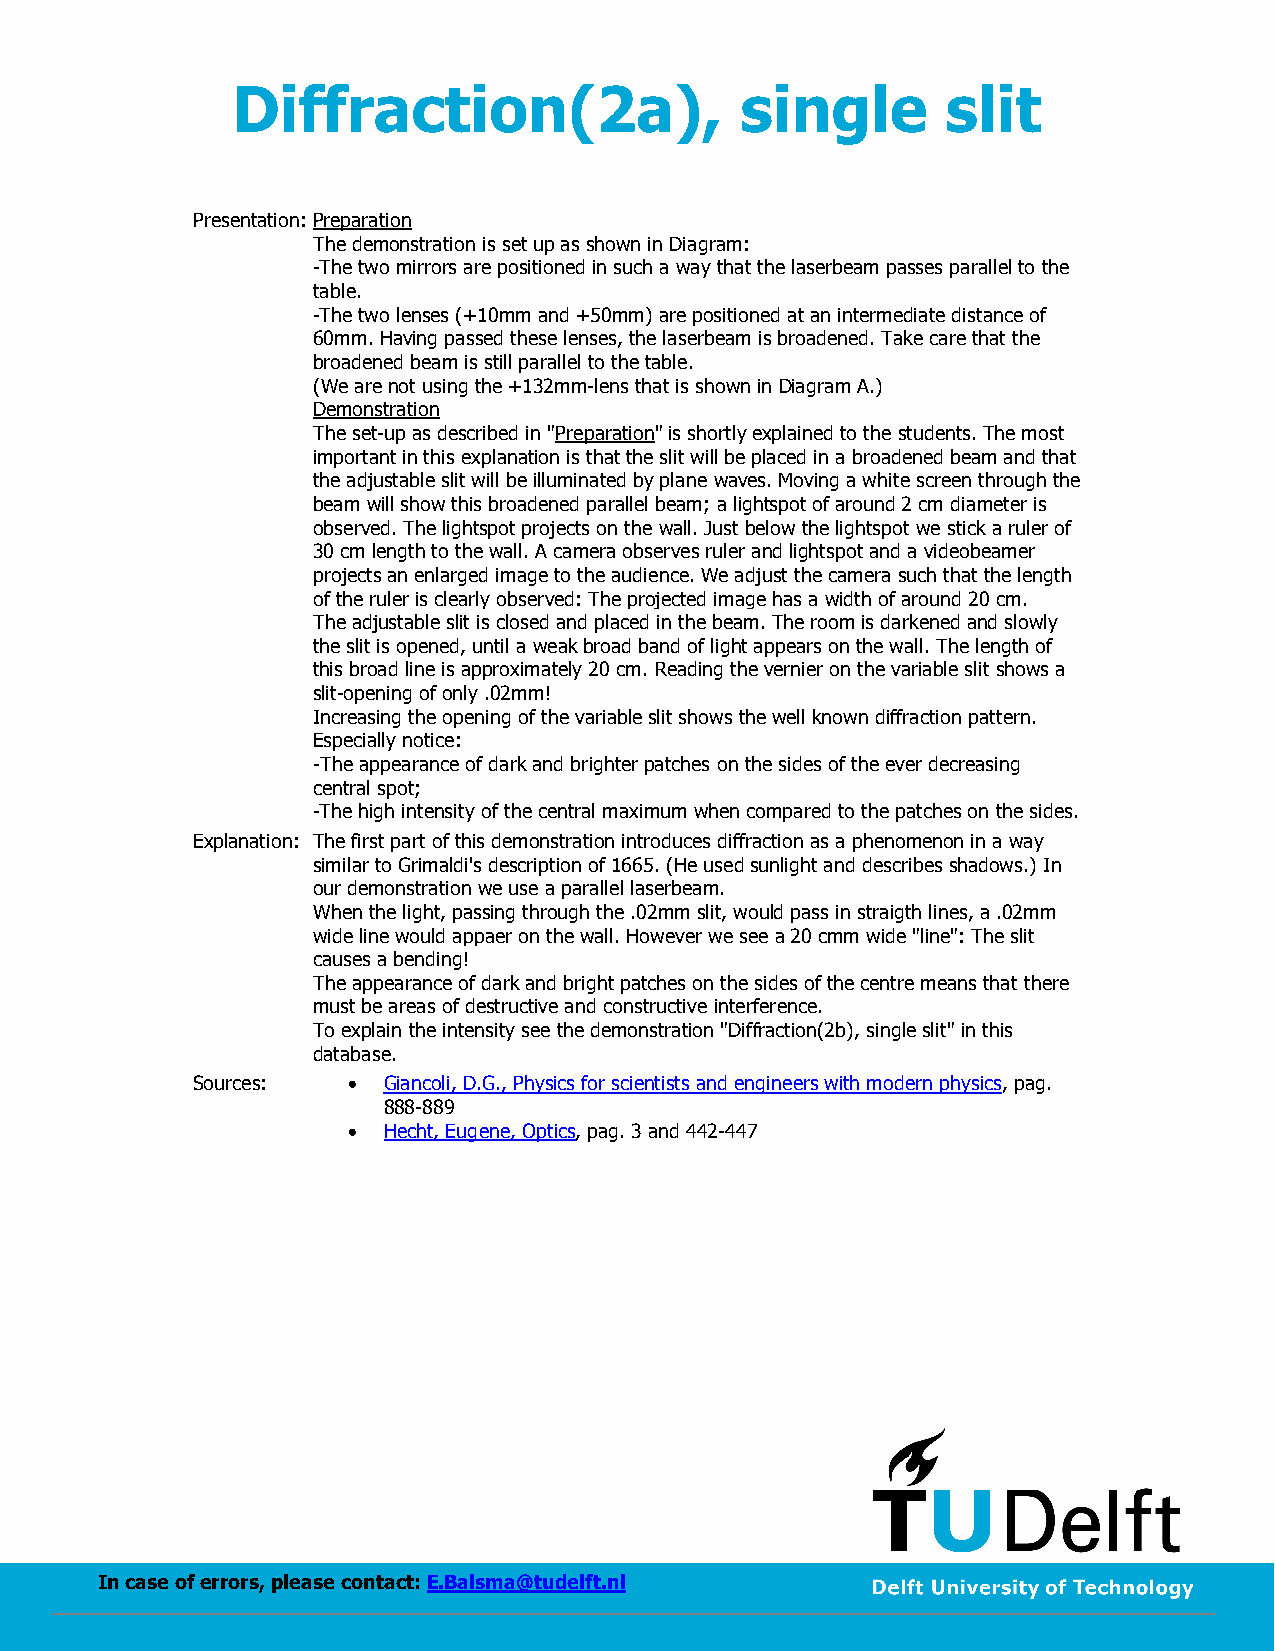 Diffraction(2a), single slit
Presentation: Preparation
The demonstration is set up as shown in Diagram:
-The two mirrors are positioned in such a way that the laserbeam passes parallel to the
table.
-The two lenses (+10mm and +50mm) are positioned at an intermediate distance of
60mm. Having passed these lenses, the laserbeam is broadened. Take care that the
broadened beam is still parallel to the table.
(We are not using the +132mm-lens that is shown in Diagram A.)
Demonstration
The set-up as described in "Preparation" is shortly explained to the students. The most
important in this explanation is that the slit will be placed in a broadened beam and that
the adjustable slit will be illuminated by plane waves. Moving a white screen through the
beam will show this broadened parallel beam; a lightspot of around 2 cm diameter is
observed. The lightspot projects on the wall. Just below the lightspot we stick a ruler of
30 cm length to the wall. A camera observes ruler and lightspot and a videobeamer
projects an enlarged image to the audience. We adjust the camera such that the length
of the ruler is clearly observed: The projected image has a width of around 20 cm.
The adjustable slit is closed and placed in the beam. The room is darkened and slowly
the slit is opened, until a weak broad band of light appears on the wall. The length of
this broad line is approximately 20 cm. Reading the vernier on the variable slit shows a
slit-opening of only .02mm!
Increasing the opening of the variable slit shows the well known diffraction pattern.
Especially notice:
-The appearance of dark and brighter patches on the sides of the ever decreasing
central spot;
-The high intensity of the central maximum when compared to the patches on the sides.
Explanation: The first part of this demonstration introduces diffraction as a phenomenon in a way
similar to Grimaldi's description of 1665. (He used sunlight and describes shadows.) In
our demonstration we use a parallel laserbeam.
When the light, passing through the .02mm slit, would pass in straigth lines, a .02mm
wide line would appaer on the wall. However we see a 20 cmm wide "line": The slit
causes a bending!
The appearance of dark and bright patches on the sides of the centre means that there
must be areas of destructive and constructive interference.
To explain the intensity see the demonstration "Diffraction(2b), single slit" in this
database.
Sources: • Giancoli, D.G., Physics for scientists and engineers with modern physics, pag.
888-889
• Hecht, Eugene, Optics, pag. 3 and 442-447
TUDelft
In case of errors, please contact: E.Balsma@tudelft.nl
Delft University of Technology